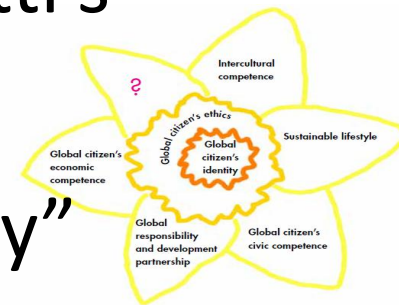 ?
Intercultural
competence
Global citizen's ethics
Sustainable lifestyle
Global
citizen's
identity
Global citizen's
economic
competence
y”
Global
responsibility
and development
partnership
Global citizen's
civic competence